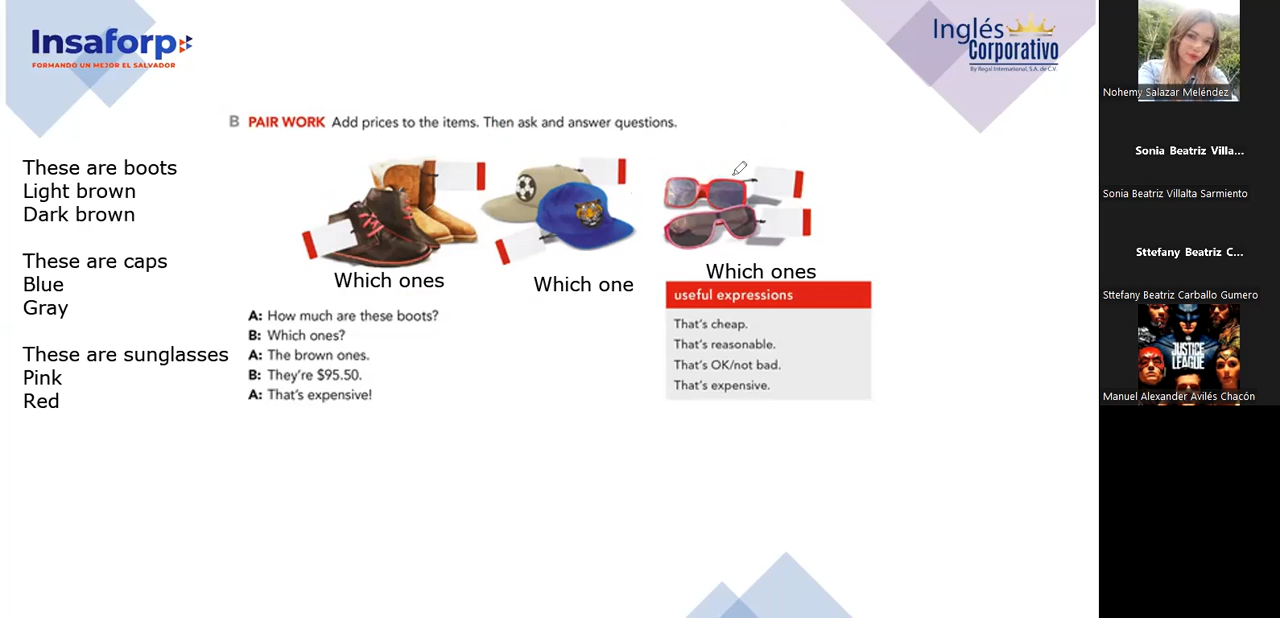 Insaforp
FORMANDO UN MEJOR EL SALVADOR
Inglés
Corporativo
By Regal International, S.A. de C.V.
B PAIR WORK Add prices to the items. Then ask and answer questions.
These are boots
Light brown
Dark brown
These are caps
Blue
Gray
These are sunglasses
Pink
Red
Which ones
Which one
Which ones
A: How much are these boots?
B: Which ones?
A: The brown ones.
B: They're $95.50.
A: That's expensive!
useful expressions
That's cheap.
That's reasonable.
That's OK/not bad.
That's expensive.
Nohemy Salazar Meléndez
Sonia Beatriz Villa...
Sonia Beatriz Villalta Sarmiento
Sttefany Beatriz C...
Sttefany Beatriz Carballo Gumero
JUSTICE
LEAGUE
Manuel Alexander Avilés Chacón